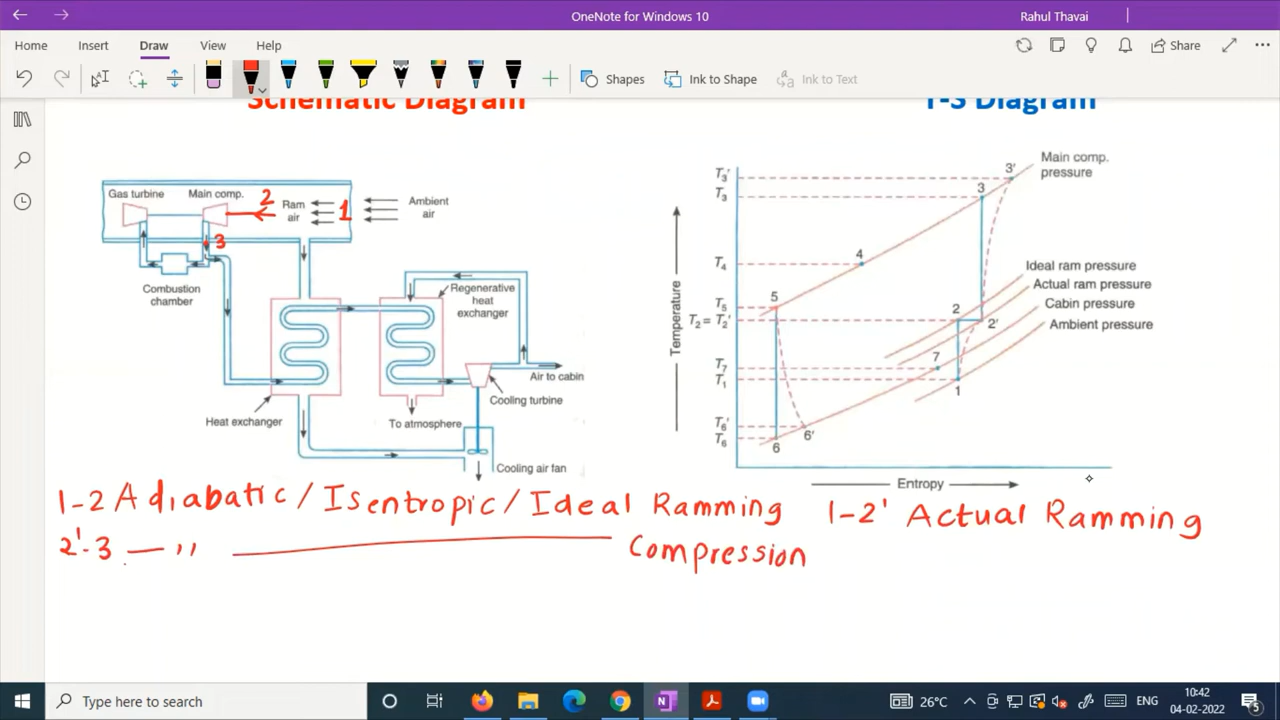 OneNote for Windows 10
Rahul Thavai
Home Insert Draw View Help
Share
Shapes
Ink to Shape
Ink to Text
Schematic Diagram
T-S Diagram
Gas turbine
Main comp.
2
Ram
air
1
Ambient
air
3
Combustion
chamber
Regenerative
heat
exchanger
Air to cabin
Cooling turbine
Heat exchanger
To atmosphere
Cooling air fan
Main comp.
pressure
T3'
T3
T4
T5
T2 = T2'
T7
T1
T6'
T6
Temperature
3'
3
4
5
2
2'
7
1
6'
6
Ideal ram pressure
Actual ram pressure
Cabin pressure
Ambient pressure
Entropy
1-2 Adiabatic/Isentropic/Ideal Ramming
1-2' Actual Ramming
2'-3 — '' — Compression
Type here to search
26°C
ENG
10:42
04-02-2022
5